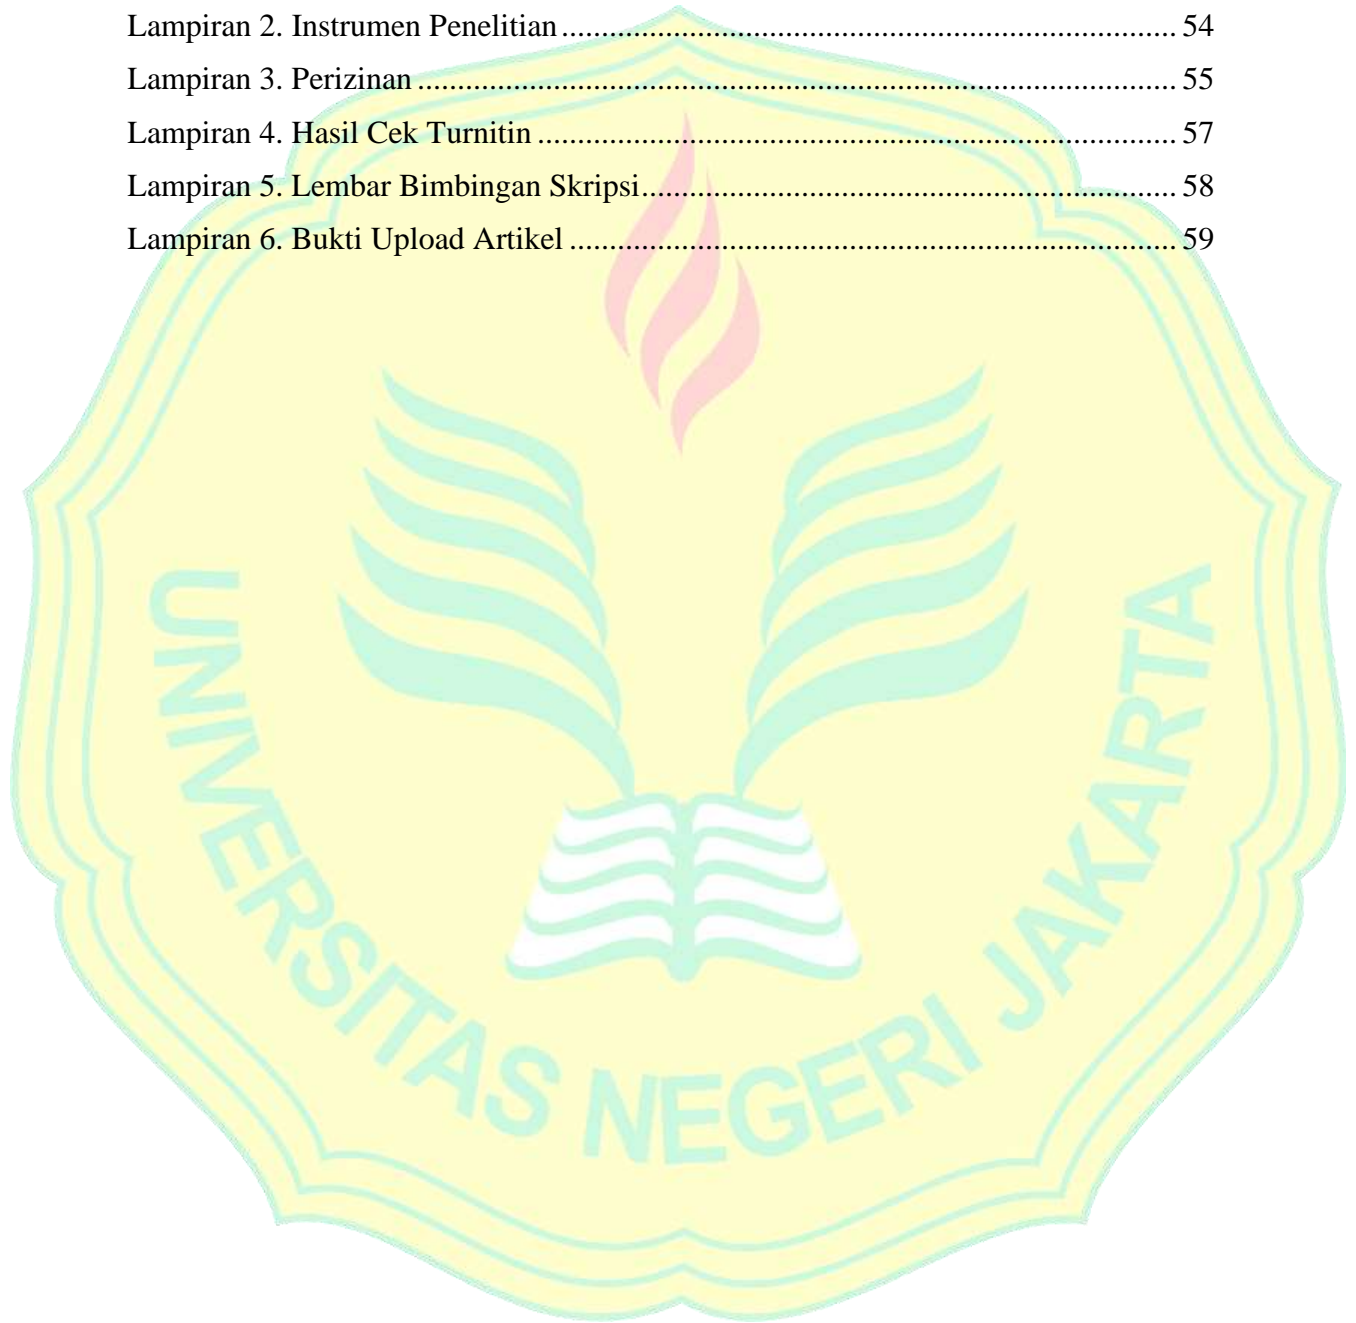 Lampiran 2. Instrumen Penelitian ........................................................................... 54
Lampiran 3. Perizinan ............................................................................................. 55
Lampiran 4. Hasil Cek Turnitin .............................................................................. 57
Lampiran 5. Lembar Bimbingan Skripsi.................................................................. 58
Lampiran 6. Bukti Upload Artikel .......................................................................... 59
UNIVERSITAS NEGERI JAKARTA